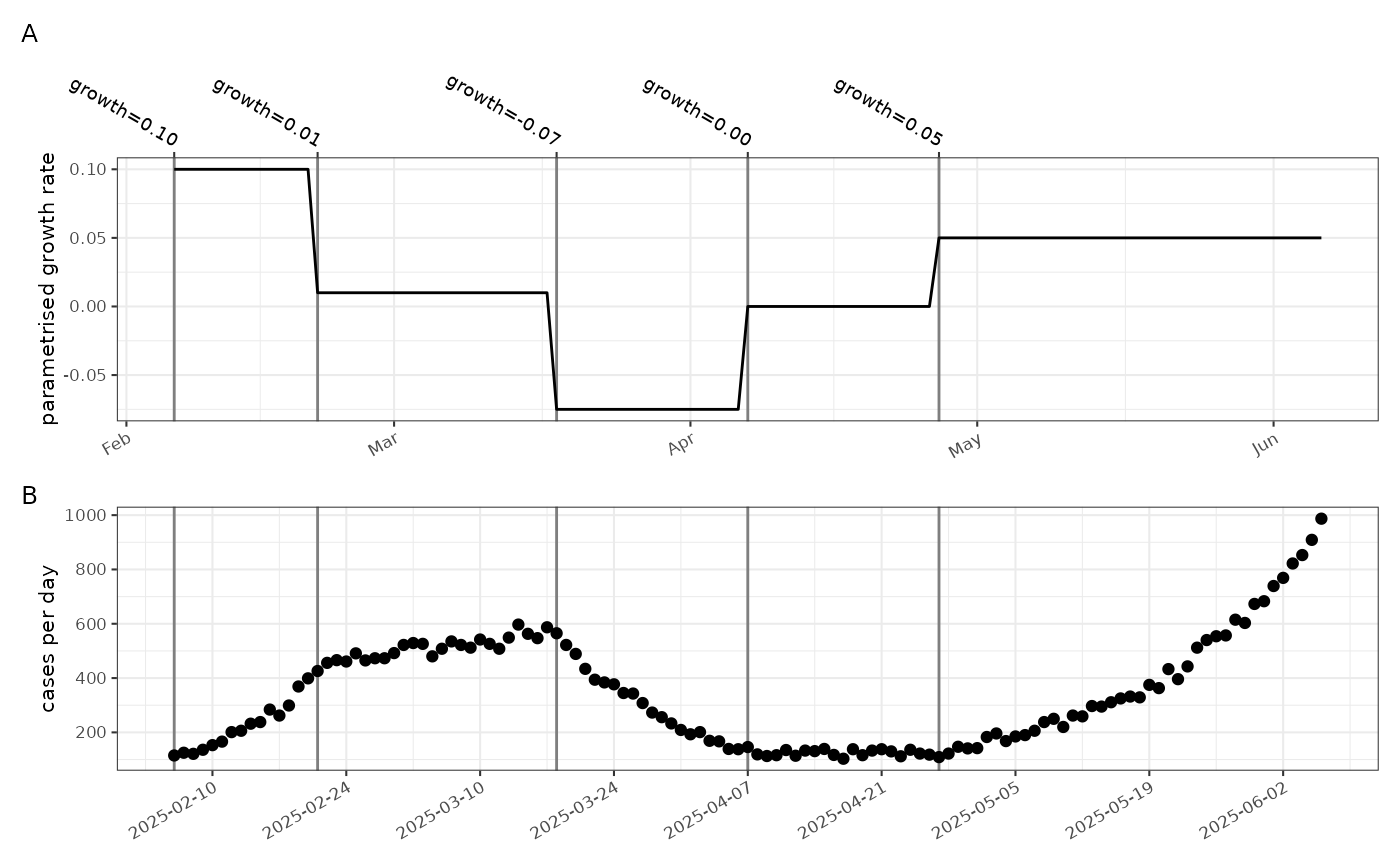 A
growth=0.10
growth=0.01
growth=-0.07
growth=0.00
growth=0.05
parametrised growth rate
0.10
0.05
0.00
-0.05
Feb
Mar
Apr
May
Jun
B
cases per day
1000
800
600
400
200
2025-02-10
2025-02-24
2025-03-10
2025-03-24
2025-04-07
2025-04-21
2025-05-05
2025-05-19
2025-06-02